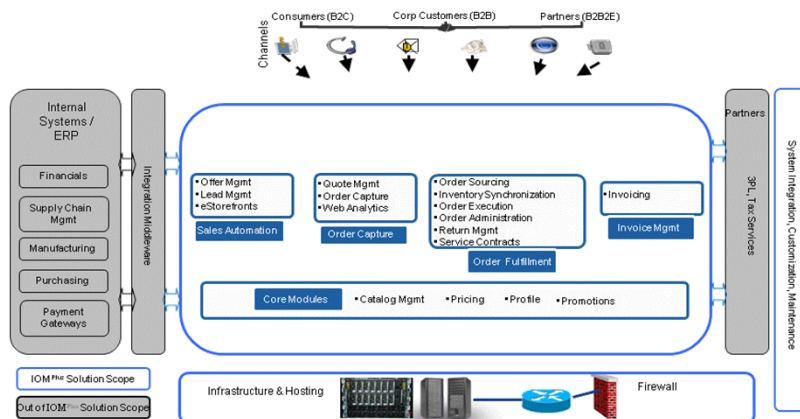 Consumers (B2C)
Corp Customers (B2B)
Partners (B2B2E)
Channels
Internal
Systems /
ERP
Financials
Supply Chain
Mgmt
Manufacturing
Purchasing
Payment
Gateways
Integration Middleware
• Offer Mgmt
• Lead Mgmt
• eStorefronts
Sales Automation
• Quote Mgmt
• Order Capture
• Web Analytics
Order Capture
• Order Sourcing
• Inventory Synchronization
• Order Execution
• Order Administration
• Return Mgmt
• Service Contracts
Order Fulfillment
• Invoicing
Invoice Mgmt
Core Modules
• Catalog Mgmt
• Pricing
• Profile
• Promotions
Partners
3PL, Tax Services
System Integration, Customization, Maintenance
IOM Plus Solution Scope
Out of IOM Plus Solution Scope
Infrastructure & Hosting
Firewall